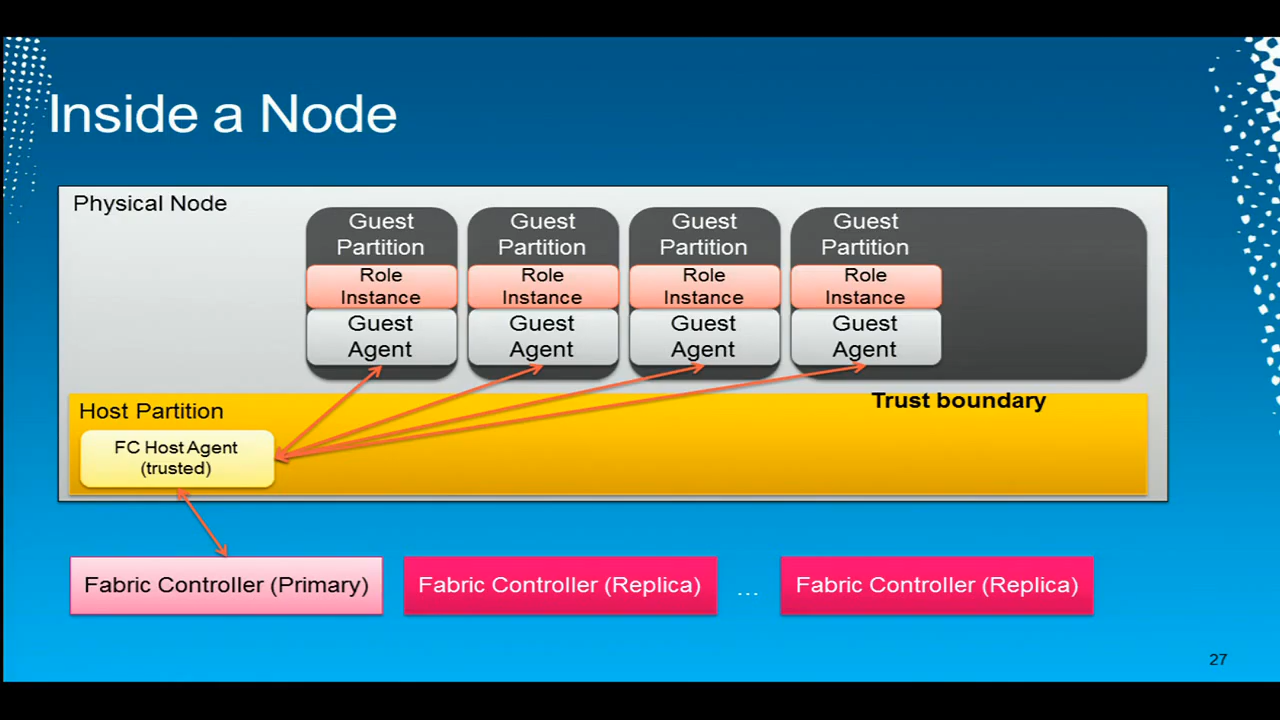 Inside a Node
Physical Node
Guest
Partition
Role
Instance
Guest
Agent
Guest
Partition
Role
Instance
Guest
Agent
Guest
Partition
Role
Instance
Guest
Agent
Guest
Partition
Role
Instance
Guest
Agent
Trust boundary
Host Partition
FC Host Agent
(trusted)
Fabric Controller (Primary)
Fabric Controller (Replica)
...
Fabric Controller (Replica)
27